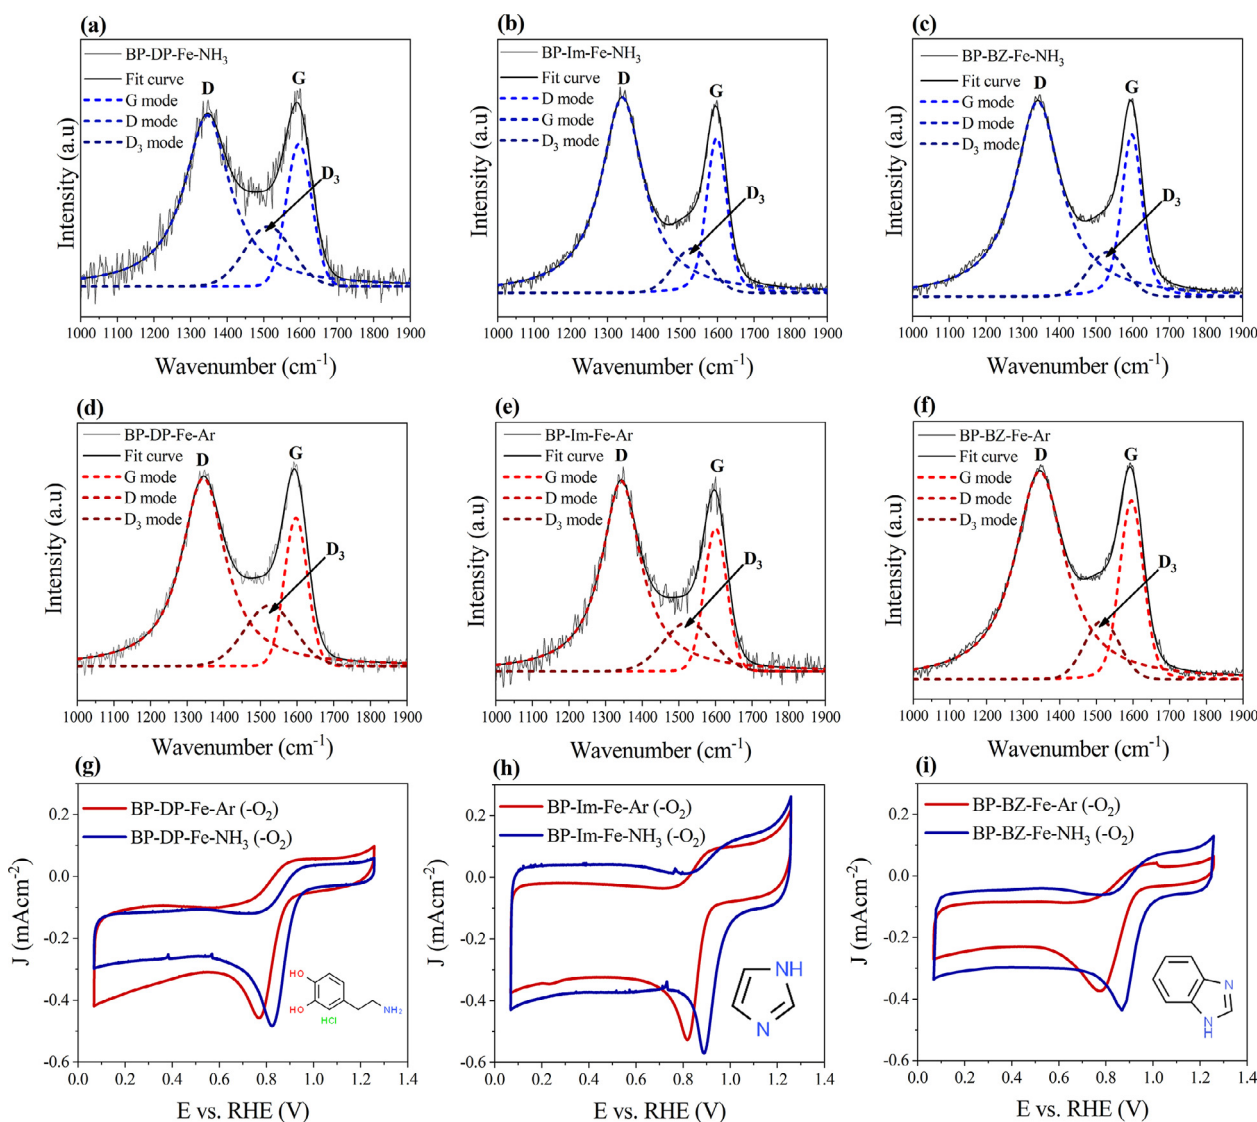 (a)
BP-DP-Fe-NH₃
Fit curve
G mode
D mode
D₃ mode
D
G
D₃
Intensity (a.u)
1000 1100 1200 1300 1400 1500 1600 1700 1800 1900
Wavenumber (cm⁻¹)
(b)
BP-Im-Fe-NH₃
Fit curve
D mode
G mode
D₃ mode
D
G
D₃
Intensity (a.u)
1000 1100 1200 1300 1400 1500 1600 1700 1800 1900
Wavenumber (cm⁻¹)
(c)
BP-BZ-Fe-NH₃
Fit curve
G mode
D mode
D₃ mode
D
G
D₃
Intensity (a.u)
1000 1100 1200 1300 1400 1500 1600 1700 1800 1900
Wavenumber (cm⁻¹)
(d)
BP-DP-Fe-Ar
Fit curve
G mode
D mode
D₃ mode
D
G
D₃
Intensity (a.u)
1000 1100 1200 1300 1400 1500 1600 1700 1800 1900
Wavenumber (cm⁻¹)
(e)
BP-Im-Fe-Ar
Fit curve
G mode
D mode
D₃ mode
D
G
D₃
Intensity (a.u)
1000 1100 1200 1300 1400 1500 1600 1700 1800 1900
Wavenumber (cm⁻¹)
(f)
BP-BZ-Fe-Ar
Fit curve
G mode
D mode
D₃ mode
D
G
D₃
Intensity (a.u)
1000 1100 1200 1300 1400 1500 1600 1700 1800 1900
Wavenumber (cm⁻¹)
(g)
BP-DP-Fe-Ar (-O₂)
BP-DP-Fe-NH₃ (-O₂)
J (mAcm⁻²)
0.2
0.0
-0.2
-0.4
-0.6
HO
HO
HCl
NH₂
0.0 0.2 0.4 0.6 0.8 1.0 1.2 1.4
E vs. RHE (V)
(h)
BP-Im-Fe-Ar (-O₂)
BP-Im-Fe-NH₃ (-O₂)
J (mAcm⁻²)
0.2
0.0
-0.2
-0.4
-0.6
NH
N
0.0 0.2 0.4 0.6 0.8 1.0 1.2 1.4
E vs. RHE (V)
(i)
BP-BZ-Fe-Ar (-O₂)
BP-BZ-Fe-NH₃ (-O₂)
J (mAcm⁻²)
0.2
0.0
-0.2
-0.4
-0.6
N
N
H
0.0 0.2 0.4 0.6 0.8 1.0 1.2 1.4
E vs. RHE (V)